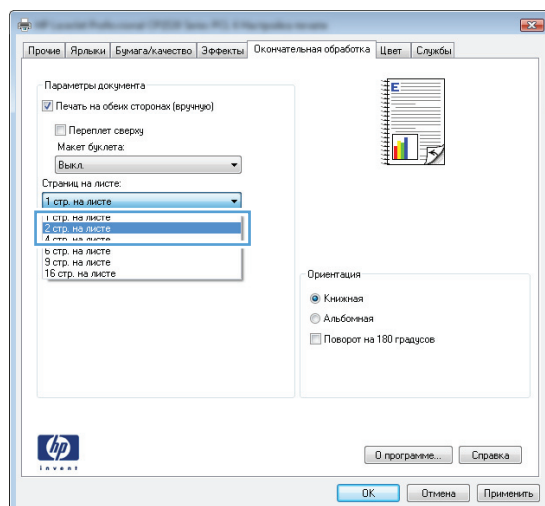 Прочие Ярлыки Бумага/качество Эффекты Окончательная обработка Цвет Службы
Параметры документа
Печать на обеих сторонах (вручную)
Переплет сверху
Макет буклета:
Выкл.
Страниц на листе:
1 стр. на листе
1 стр. на листе
2 стр. на листе
4 стр. на листе
6 стр. на листе
9 стр. на листе
16 стр. на листе
E
Ориентация
Книжная
Альбомная
Поворот на 180 градусов
hp
invent
О программе... Справка
OK Отмена Применить